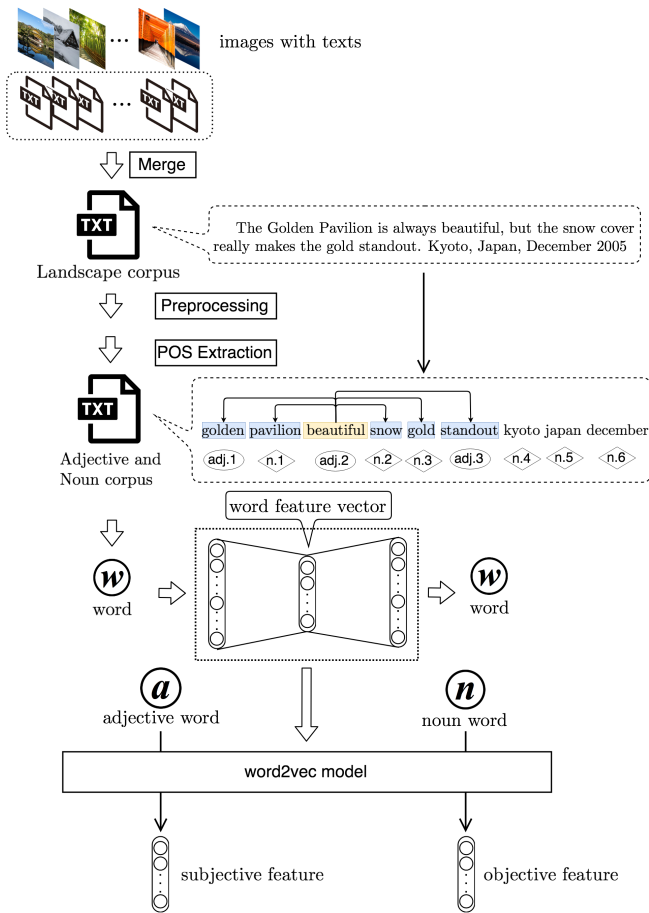 images with texts
TXT TXT TXT ... TXT TXT
Merge
TXT
The Golden Pavilion is always beautiful, but the snow cover
really makes the gold standout. Kyoto, Japan, December 2005
Landscape corpus
Preprocessing
POS Extraction
TXT
golden pavilion beautiful snow gold standout kyoto japan december
adj.1 n.1 adj.2 n.2 n.3 adj.3 n.4 n.5 n.6
Adjective and
Noun corpus
word feature vector
w
word
w
word
a
adjective word
n
noun word
word2vec model
subjective feature
objective feature